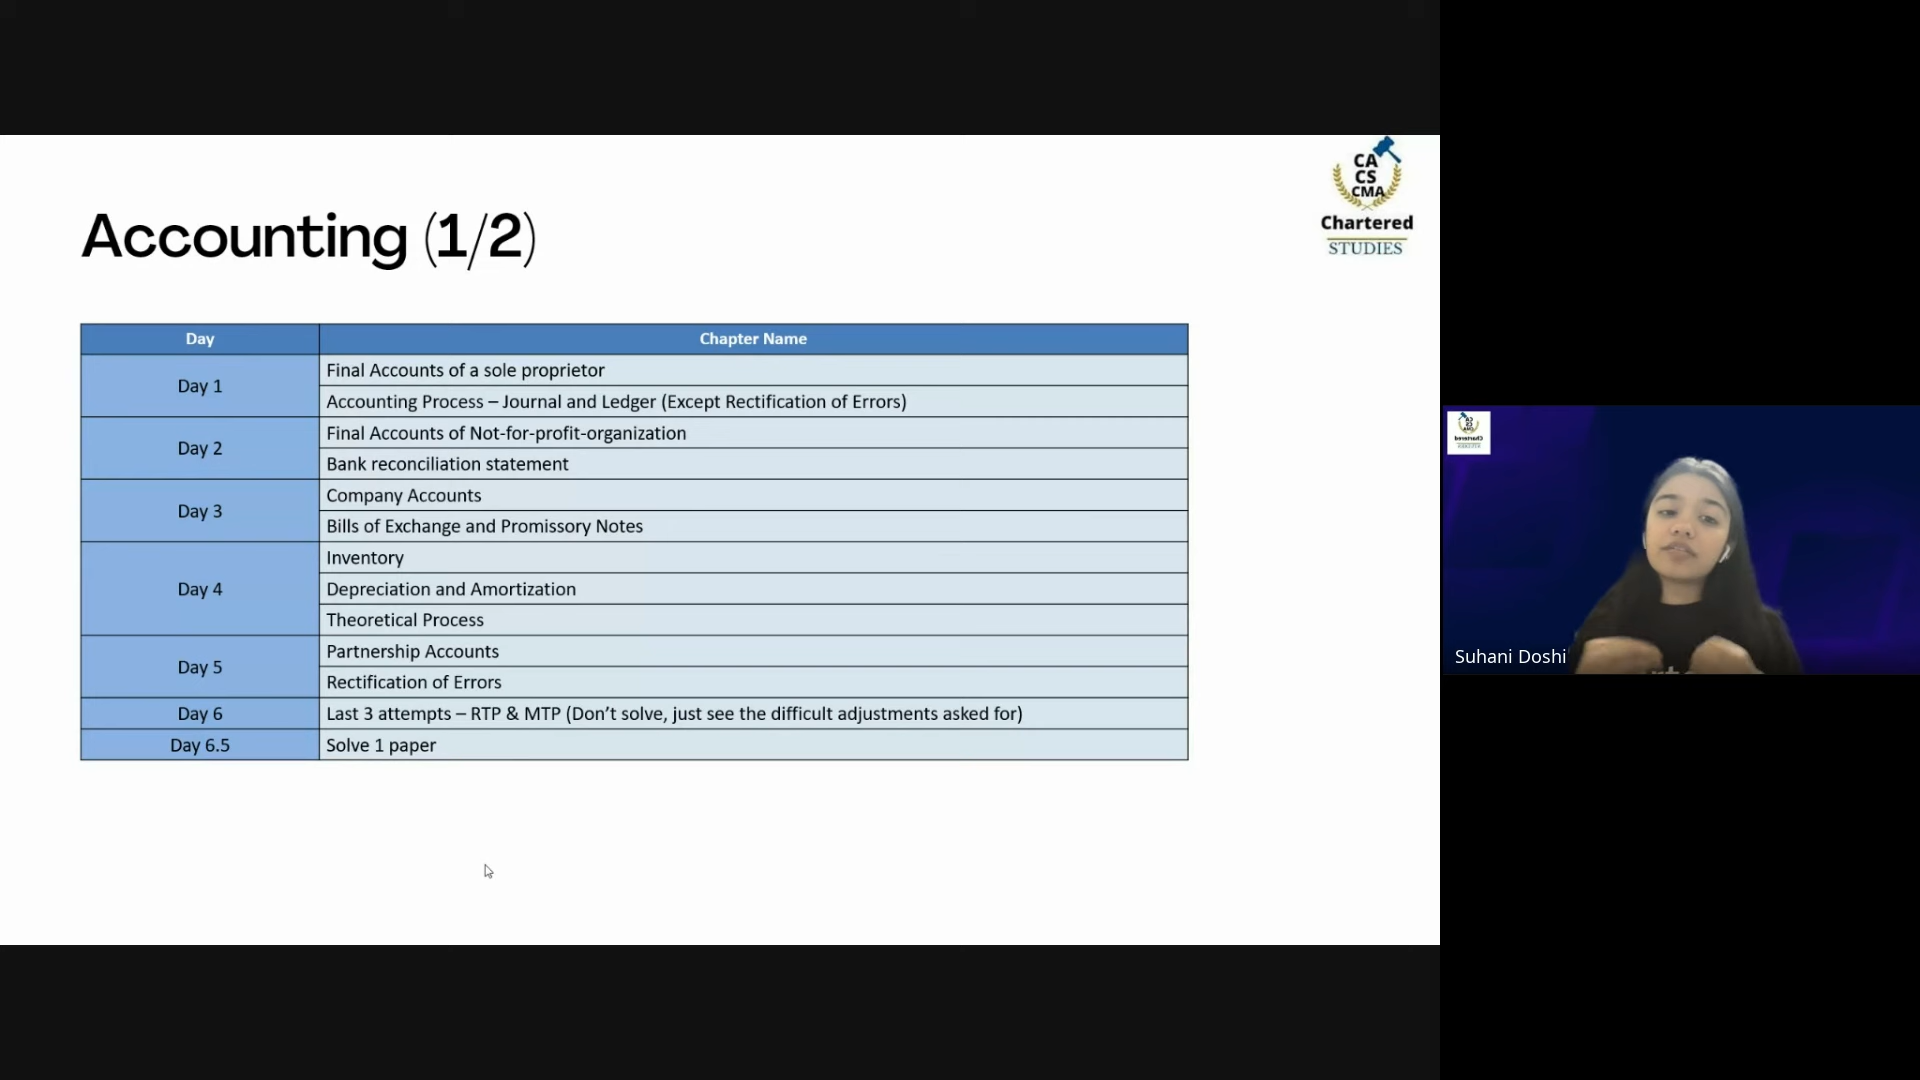 CA
CS
CMA
Chartered
STUDIES
Accounting (1/2)
Day Chapter Name
Day 1
Final Accounts of a sole proprietor
Accounting Process – Journal and Ledger (Except Rectification of Errors)
Day 2
Final Accounts of Not-for-profit-organization
Bank reconciliation statement
Day 3
Company Accounts
Bills of Exchange and Promissory Notes
Day 4
Inventory
Depreciation and Amortization
Theoretical Process
Day 5
Partnership Accounts
Rectification of Errors
Day 6 Last 3 attempts – RTP & MTP (Don’t solve, just see the difficult adjustments asked for)
Day 6.5 Solve 1 paper
Suhani Doshi